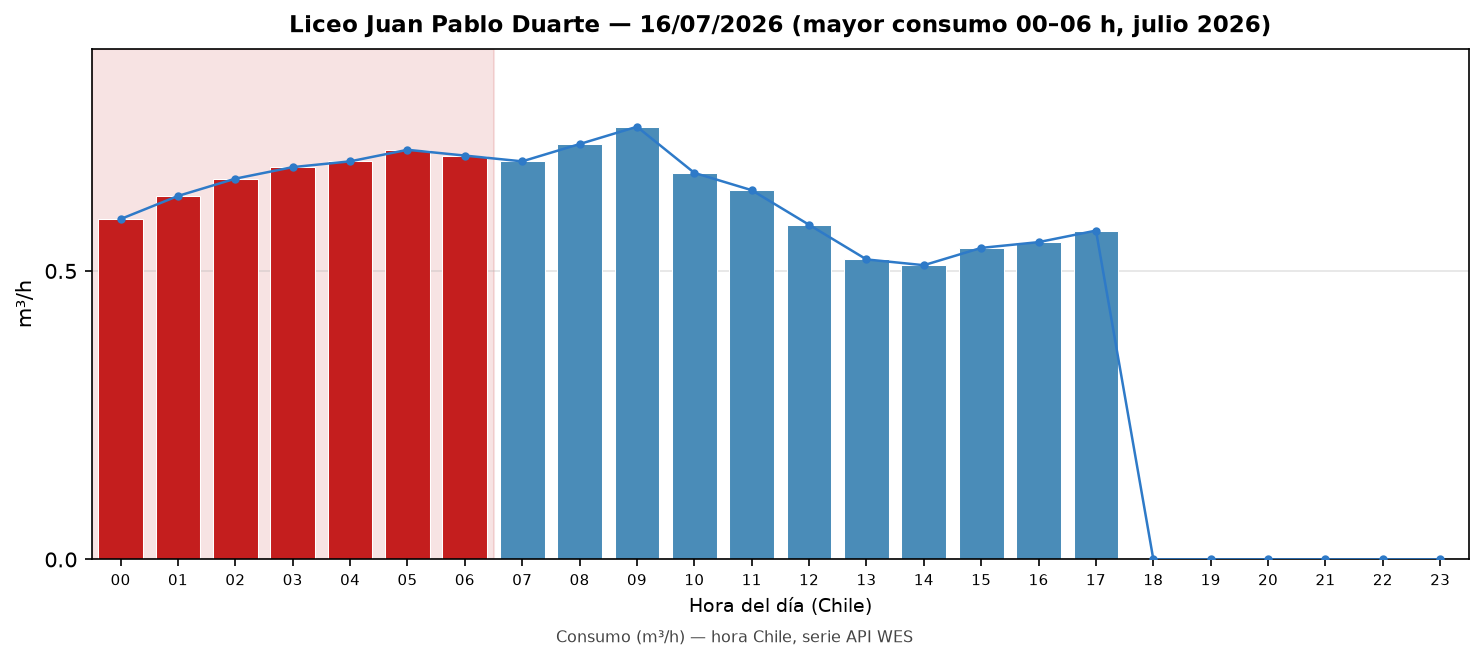 Liceo Juan Pablo Duarte — 16/07/2026 (mayor consumo 00–06 h, julio 2026)
m³/h
0.5
0.0
00 01 02 03 04 05 06 07 08 09 10 11 12 13 14 15 16 17 18 19 20 21 22 23
Hora del día (Chile)
Consumo (m³/h) — hora Chile, serie API WES